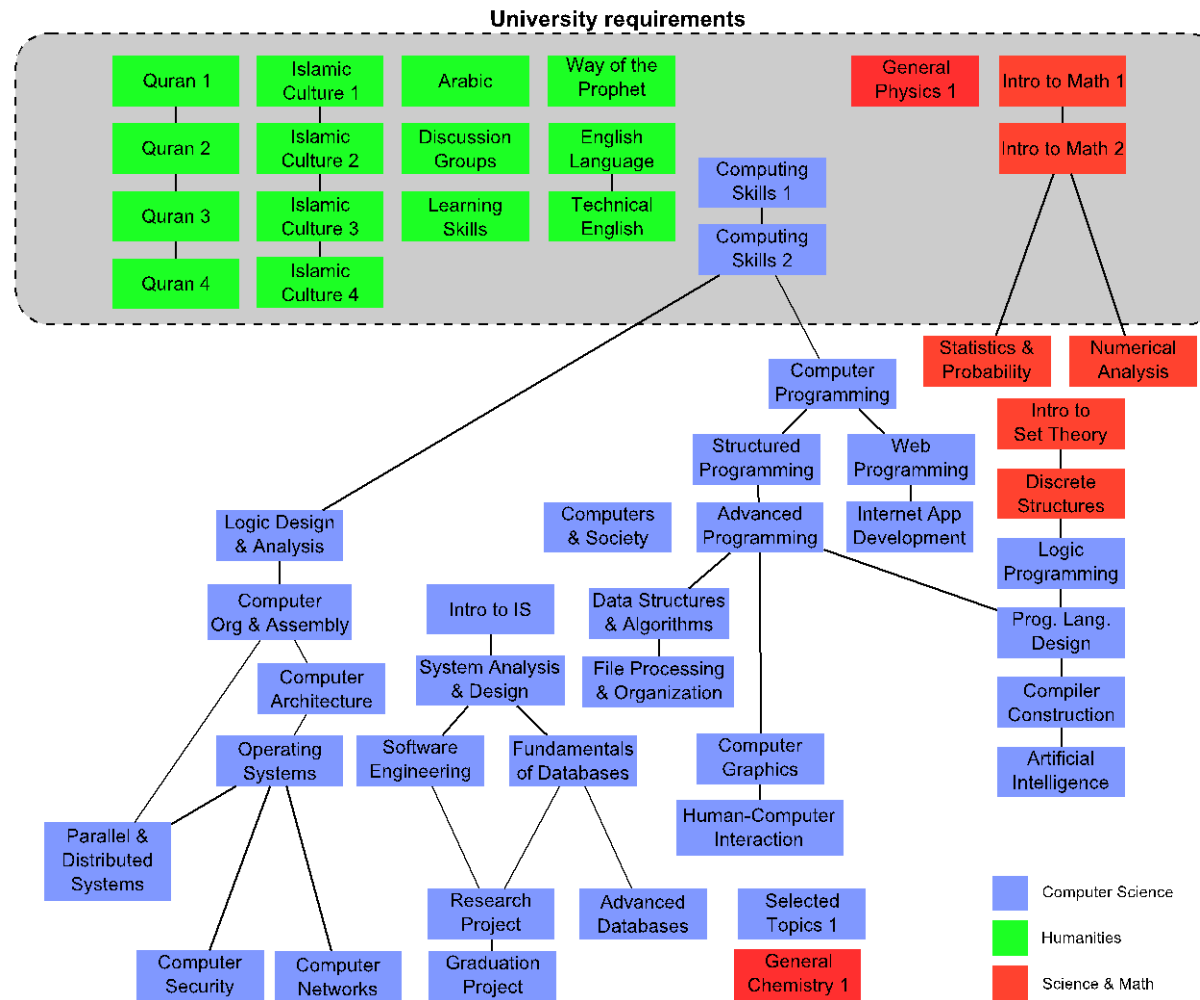 University requirements
Quran 1
Islamic
Culture 1
Arabic
Way of the
Prophet
General
Physics 1
Intro to Math 1
Quran 2
Islamic
Culture 2
Discussion
Groups
English
Language
Intro to Math 2
Computing
Skills 1
Quran 3
Islamic
Culture 3
Learning
Skills
Technical
English
Computing
Skills 2
Quran 4
Islamic
Culture 4
Statistics &
Probability
Numerical
Analysis
Computer
Programming
Intro to
Set Theory
Structured
Programming
Web
Programming
Discrete
Structures
Logic Design
& Analysis
Computers
& Society
Advanced
Programming
Internet App
Development
Logic
Programming
Computer
Org & Assembly
Intro to IS
Data Structures
& Algorithms
Prog. Lang.
Design
System Analysis
& Design
File Processing
& Organization
Computer
Architecture
Compiler
Construction
Operating
Systems
Software
Engineering
Fundamentals
of Databases
Computer
Graphics
Artificial
Intelligence
Parallel &
Distributed
Systems
Human-Computer
Interaction
Research
Project
Advanced
Databases
Selected
Topics 1
Computer
Security
Computer
Networks
Graduation
Project
General
Chemistry 1
Computer Science
Humanities
Science & Math